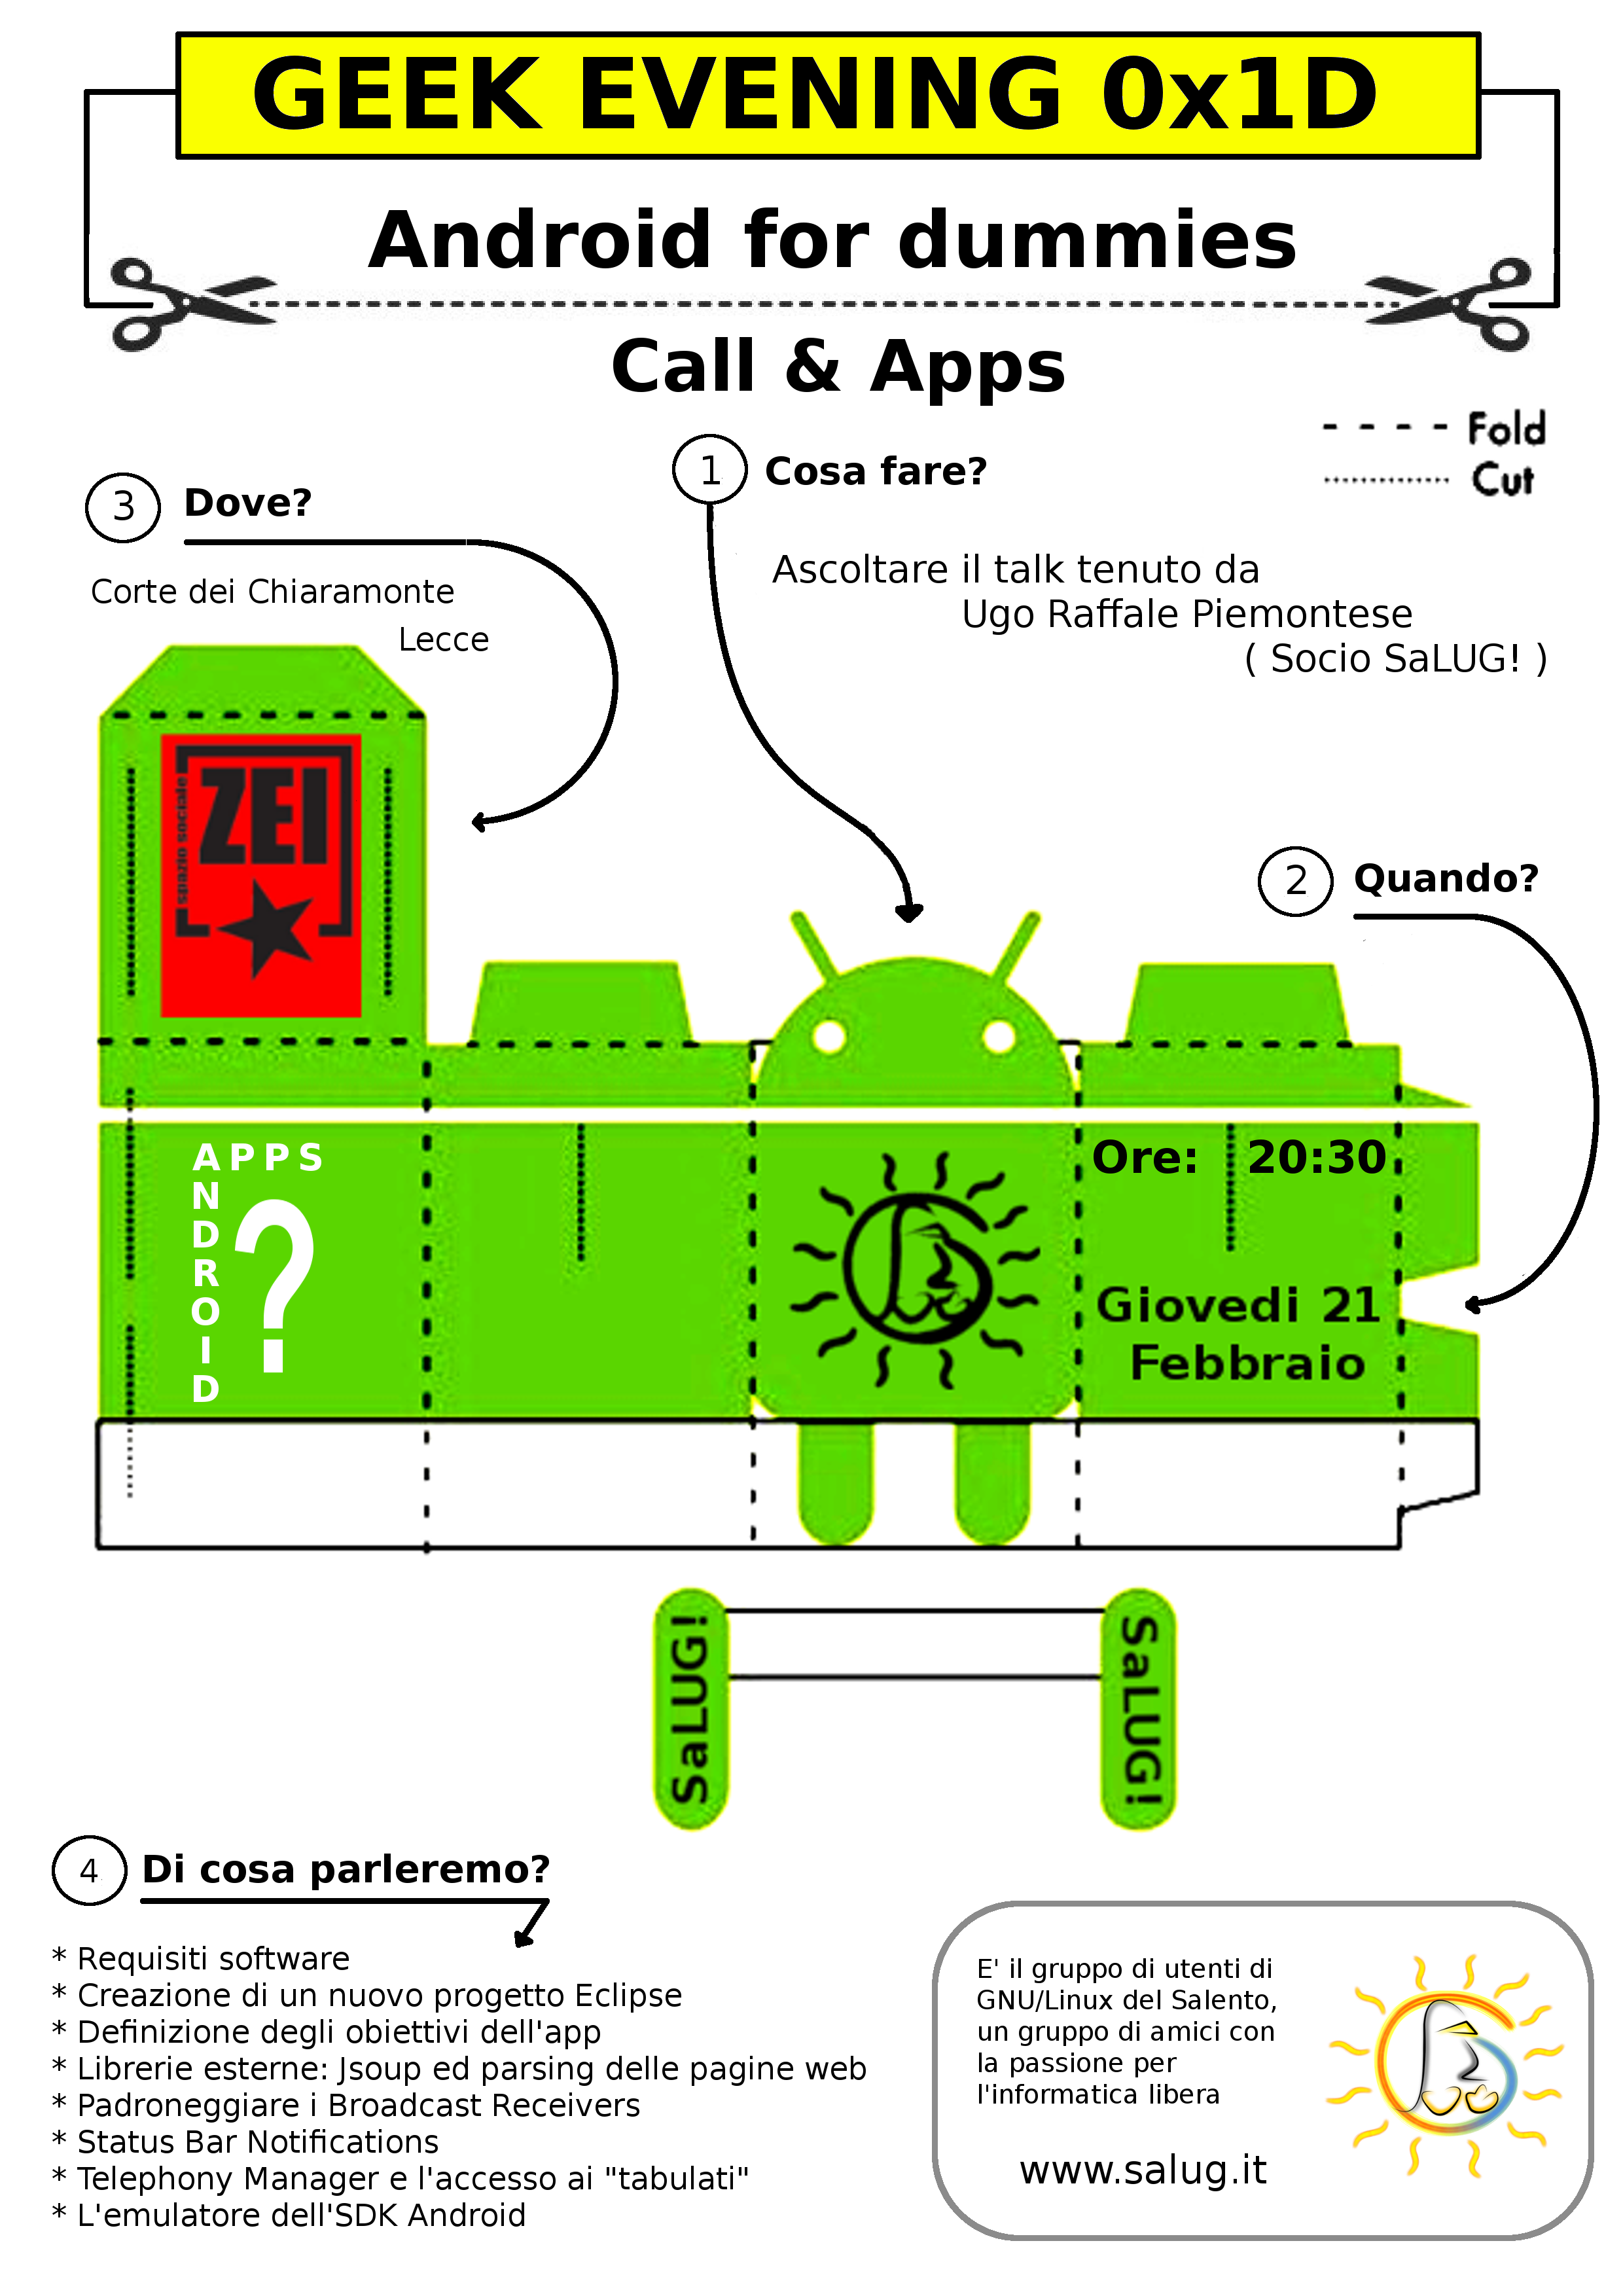 GEEK EVENING 0x1D
Android for dummies
Call & Apps
Fold
Cut
1 Cosa fare?
Ascoltare il talk tenuto da
Ugo Raffale Piemontese
( Socio SaLUG! )
3 Dove?
Corte dei Chiaramonte
Lecce
spazio sociale
ZEI
2 Quando?
Ore: 20:30
Giovedi 21
Febbraio
APPS
ANDROID
?
SaLUG!
SaLUG!
4 Di cosa parleremo?
* Requisiti software
* Creazione di un nuovo progetto Eclipse
* Definizione degli obiettivi dell'app
* Librerie esterne: Jsoup ed parsing delle pagine web
* Padroneggiare i Broadcast Receivers
* Status Bar Notifications
* Telephony Manager e l'accesso ai "tabulati"
* L'emulatore dell'SDK Android
E' il gruppo di utenti di
GNU/Linux del Salento,
un gruppo di amici con
la passione per
l'informatica libera
www.salug.it